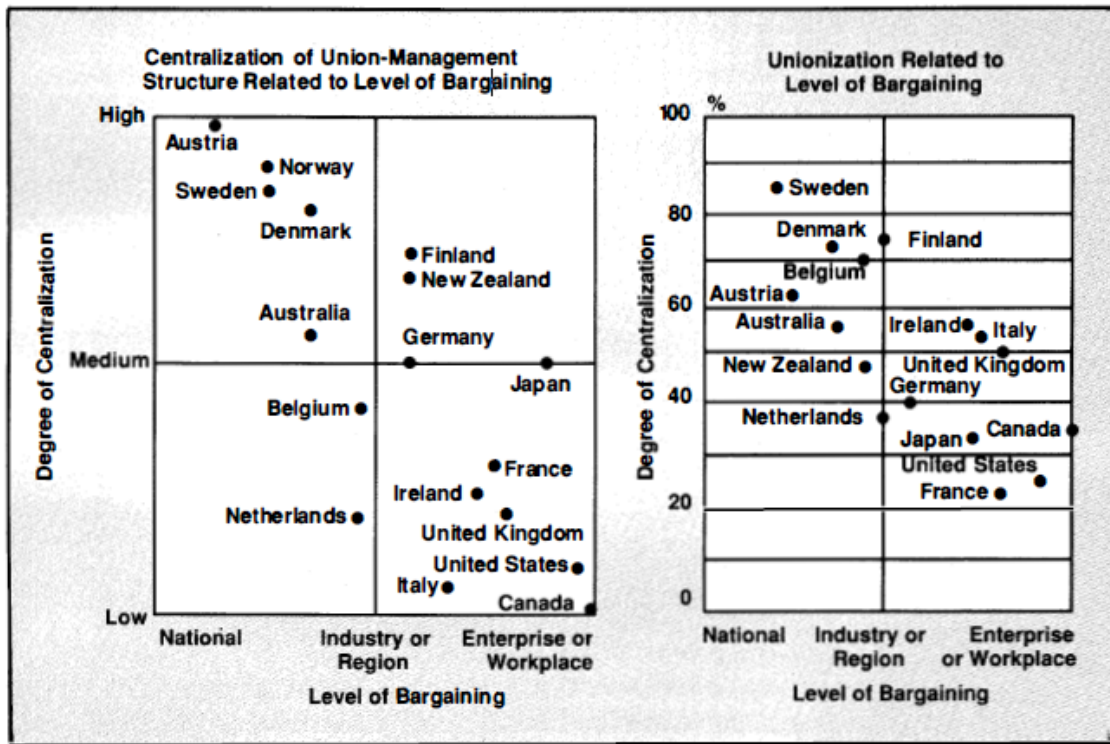 Centralization of Union-Management
Structure Related to Level of Bargaining
High
Austria
Norway
Sweden
Denmark
Finland
New Zealand
Australia
Germany
Medium
Japan
Belgium
France
Ireland
Netherlands
United Kingdom
United States
Italy
Canada
Low
Degree of Centralization
National
Industry or
Region
Enterprise or
Workplace
Level of Bargaining
Unionization Related to
Level of Bargaining
100 %
Sweden
80
Denmark
Finland
Belgium
Austria
60
Australia
Ireland
Italy
New Zealand
United Kingdom
Germany
40
Netherlands
Japan
Canada
United States
France
20
0
Degree of Centralization
National
Industry or
Region
Enterprise
or Workplace
Level of Bargaining